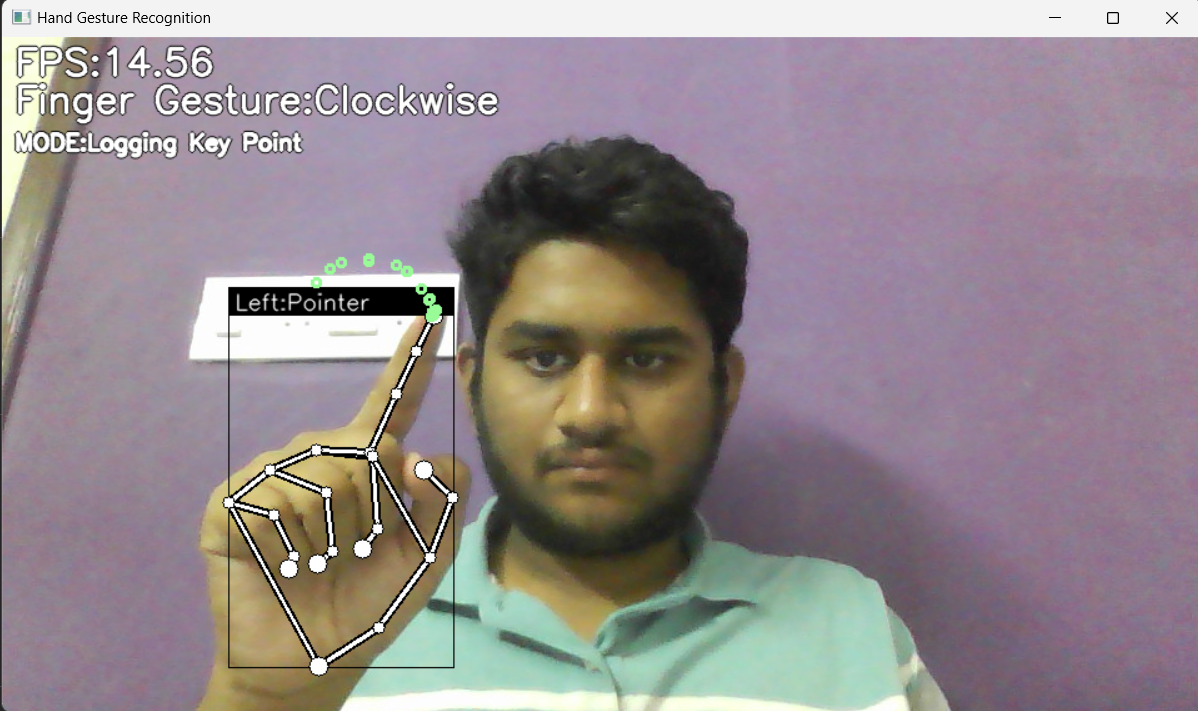 Hand Gesture Recognition
FPS:14.56
Finger Gesture:Clockwise
MODE:Logging Key Point
Left:Pointer